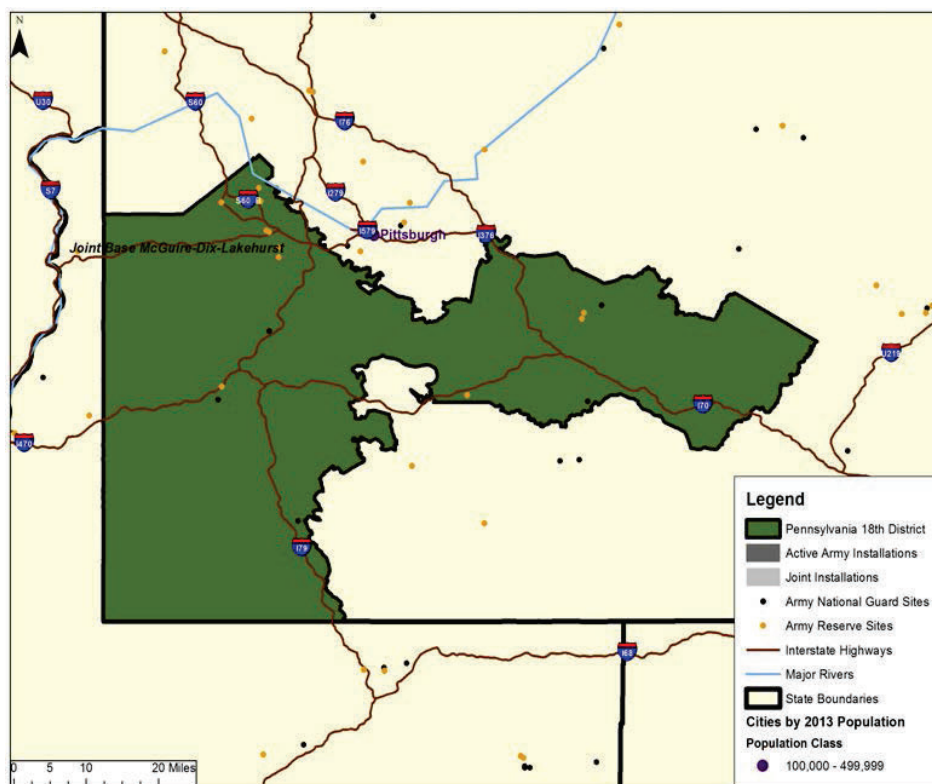 N
U30
S60
I76
S7
I279
S60
I579
Pittsburgh
U376
Joint Base McGuire-Dix-Lakehurst
U219
I70
I470
I79
I68
Legend
Pennsylvania 18th District
Active Army Installations
Joint Installations
Army National Guard Sites
Army Reserve Sites
Interstate Highways
Major Rivers
State Boundaries
Cities by 2013 Population
Population Class
100,000 - 499,999
0 5 10 20 Miles